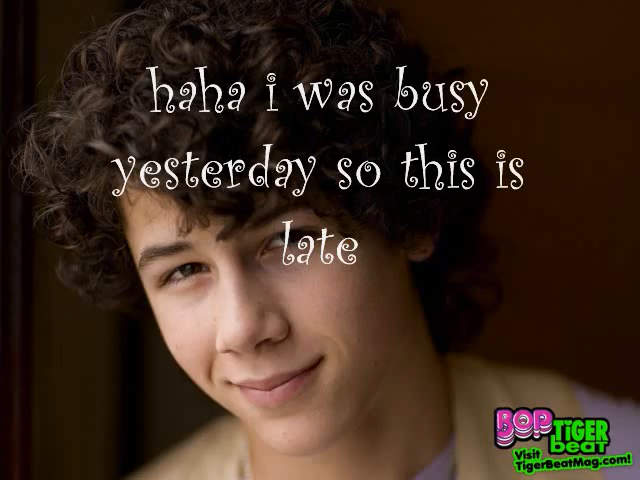 haha i was busy
yesterday so this is
late
BOP
TiGER
beat
Visit
TigerBeatMag.com!